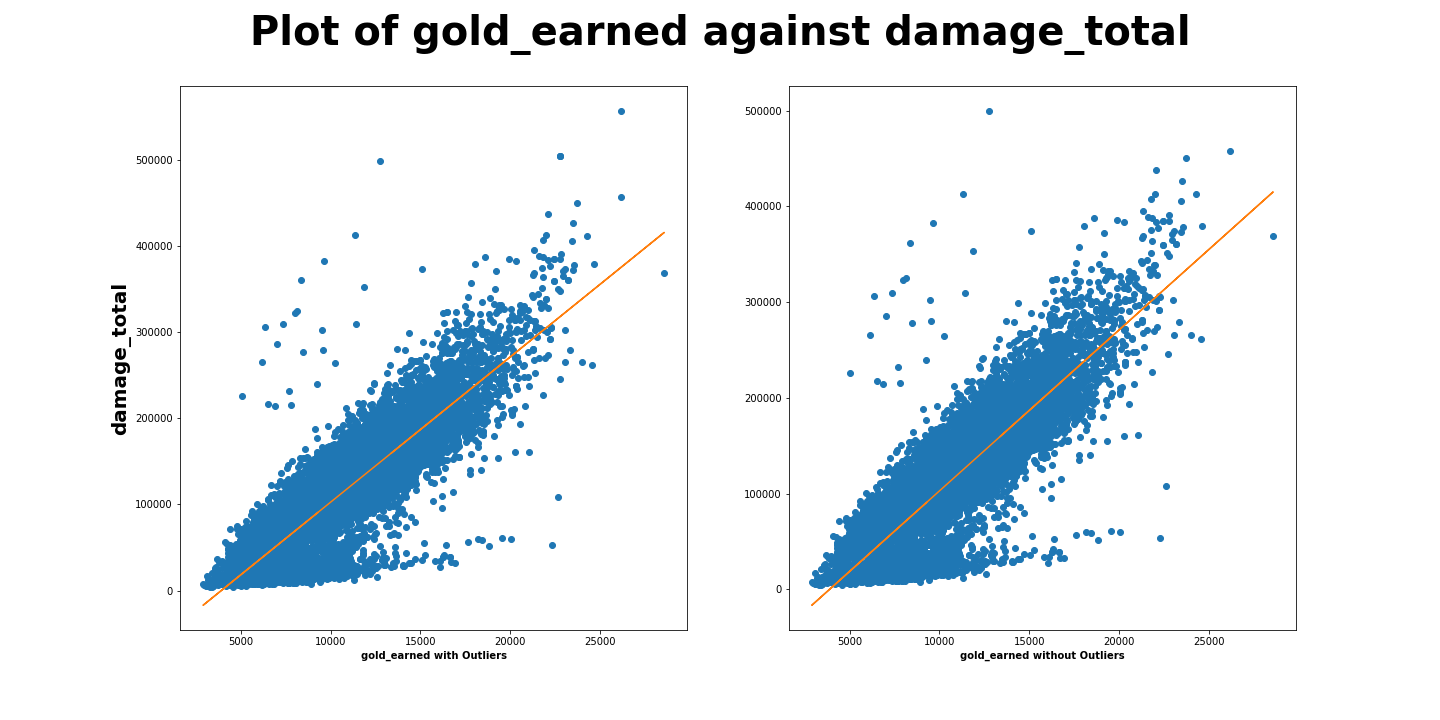 Plot of gold_earned against damage_total
damage_total
500000
400000
300000
200000
100000
0
5000 10000 15000 20000 25000
gold_earned with Outliers
500000
400000
300000
200000
100000
0
5000 10000 15000 20000 25000
gold_earned without Outliers